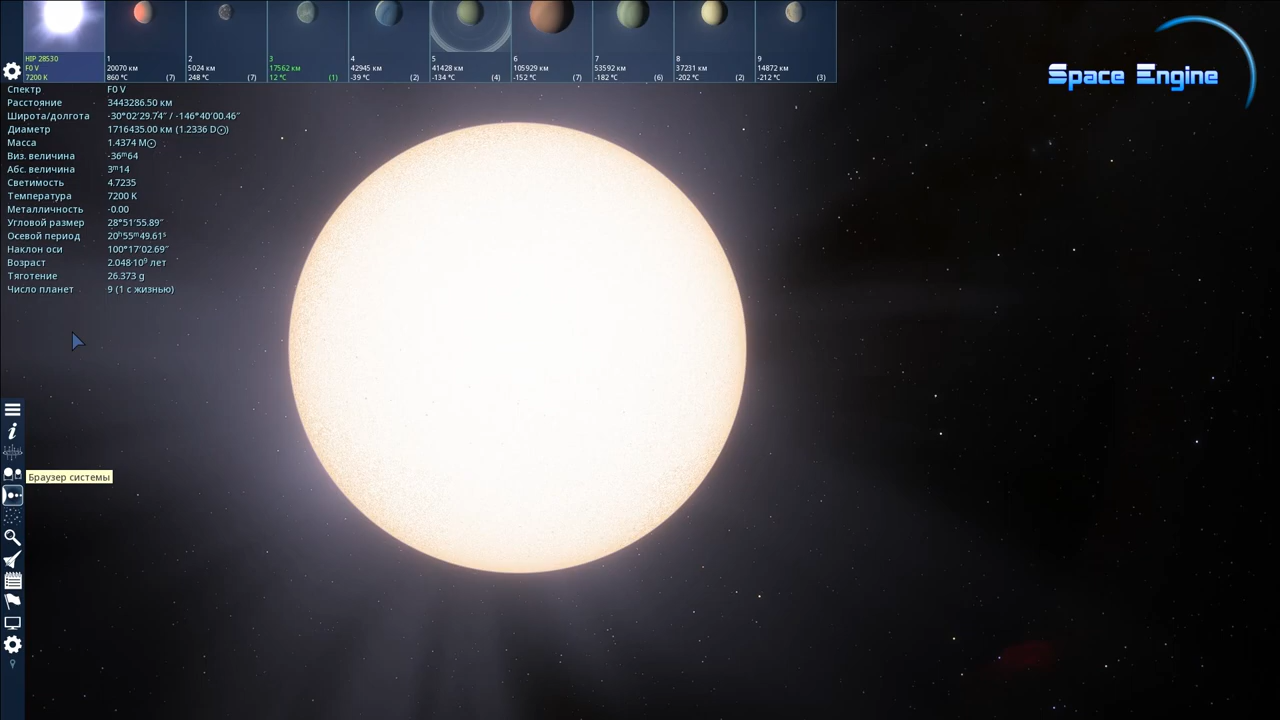 HIP 28530
F0 V
7200 K
1
20070 км
860 °C (7)
2
5024 км
248 °C (7)
3
17562 км
12 °C (1)
4
42945 км
-39 °C (2)
5
41428 км
-134 °C (4)
6
105929 км
-152 °C (7)
7
53592 км
-182 °C (6)
8
37231 км
-202 °C (2)
9
14872 км
-212 °C (3)
Space Engine
Спектр F0 V
Расстояние 3443286.50 км
Широта/долгота -30°02′29.74″ / -146°40′00.46″
Диаметр 1716435.00 км (1.2336 D☉)
Масса 1.4374 M☉
Виз. величина -36ᵐ64
Абс. величина 3ᵐ14
Светимость 4.7235
Температура 7200 K
Металличность -0.00
Угловой размер 28°51′55.89″
Осевой период 20ʰ55ᵐ49.61ˢ
Наклон оси 100°17′02.69″
Возраст 2.048·10⁹ лет
Тяготение 26.373 g
Число планет 9 (1 с жизнью)
Браузер системы